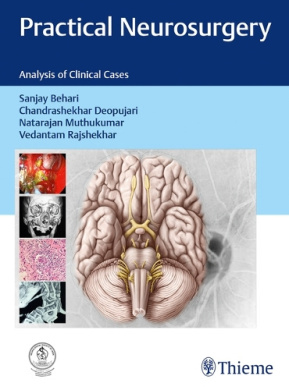 Practical Neurosurgery
Analysis of Clinical Cases
Sanjay Behari
Chandrashekhar Deopujari
Natarajan Muthukumar
Vedantam Rajshekhar
Thieme